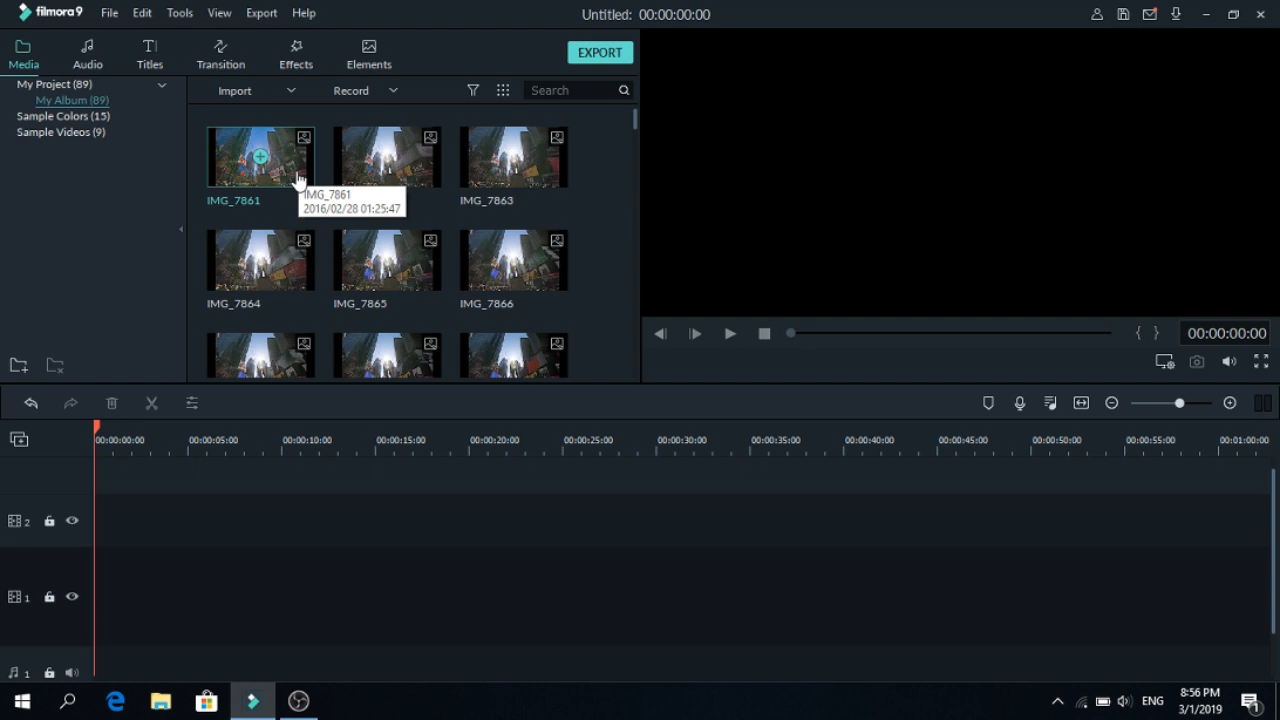 filmora9 File Edit Tools View Export Help Untitled: 00:00:00:00
Media Audio Titles Transition Effects Elements EXPORT
My Project (89)
My Album (89)
Sample Colors (15)
Sample Videos (9)
Import Record Search
IMG_7861 IMG_7863
IMG_7861
2016/02/28 01:25:47
IMG_7864 IMG_7865 IMG_7866
00:00:00:00
00:00:00:00 00:00:05:00 00:00:10:00 00:00:15:00 00:00:20:00 00:00:25:00 00:00:30:00 00:00:35:00 00:00:40:00 00:00:45:00 00:00:50:00 00:00:55:00 00:01:00:00
2
1
1
ENG
8:56 PM
3/1/2019
1